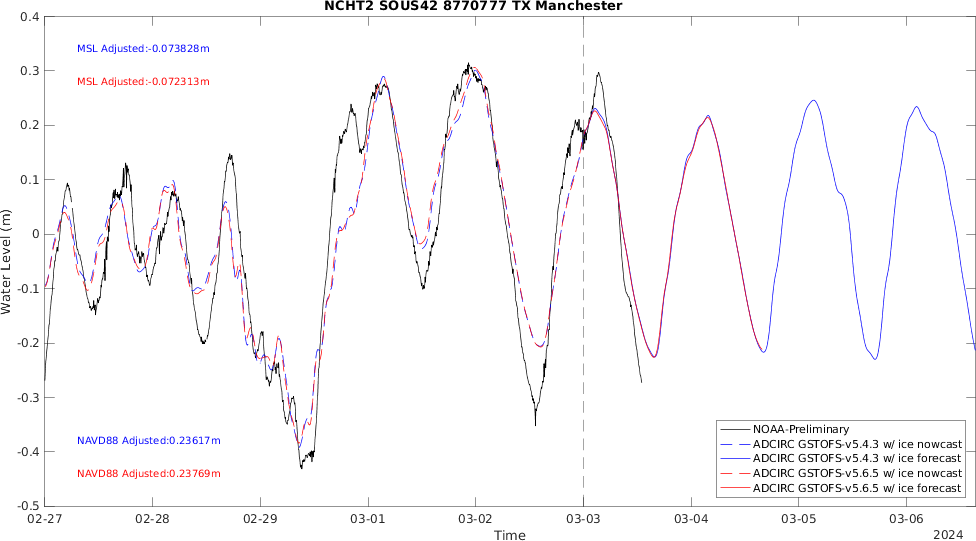 NCHT2 SOUS42 8770777 TX Manchester
0.4
0.3
0.2
0.1
0
-0.1
-0.2
-0.3
-0.4
-0.5
Water Level (m)
MSL Adjusted:-0.073828m
MSL Adjusted:-0.072313m
NAVD88 Adjusted:0.23617m
NAVD88 Adjusted:0.23769m
NOAA-Preliminary
ADCIRC GSTOFS-v5.4.3 w/ ice nowcast
ADCIRC GSTOFS-v5.4.3 w/ ice forecast
ADCIRC GSTOFS-v5.6.5 w/ ice nowcast
ADCIRC GSTOFS-v5.6.5 w/ ice forecast
02-27 02-28 02-29 03-01 03-02 03-03 03-04 03-05 03-06
Time
2024